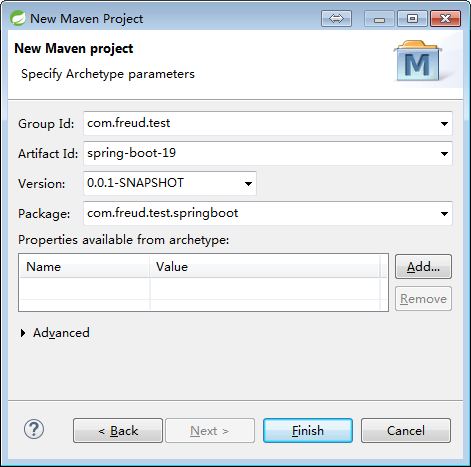 New Maven Project
New Maven project
Specify Archetype parameters
M
Group Id: com.freud.test
Artifact Id: spring-boot-19
Version: 0.0.1-SNAPSHOT
Package: com.freud.test.springboot
Properties available from archetype:
Name Value
Add...
Remove
Advanced
? < Back Next > Finish Cancel